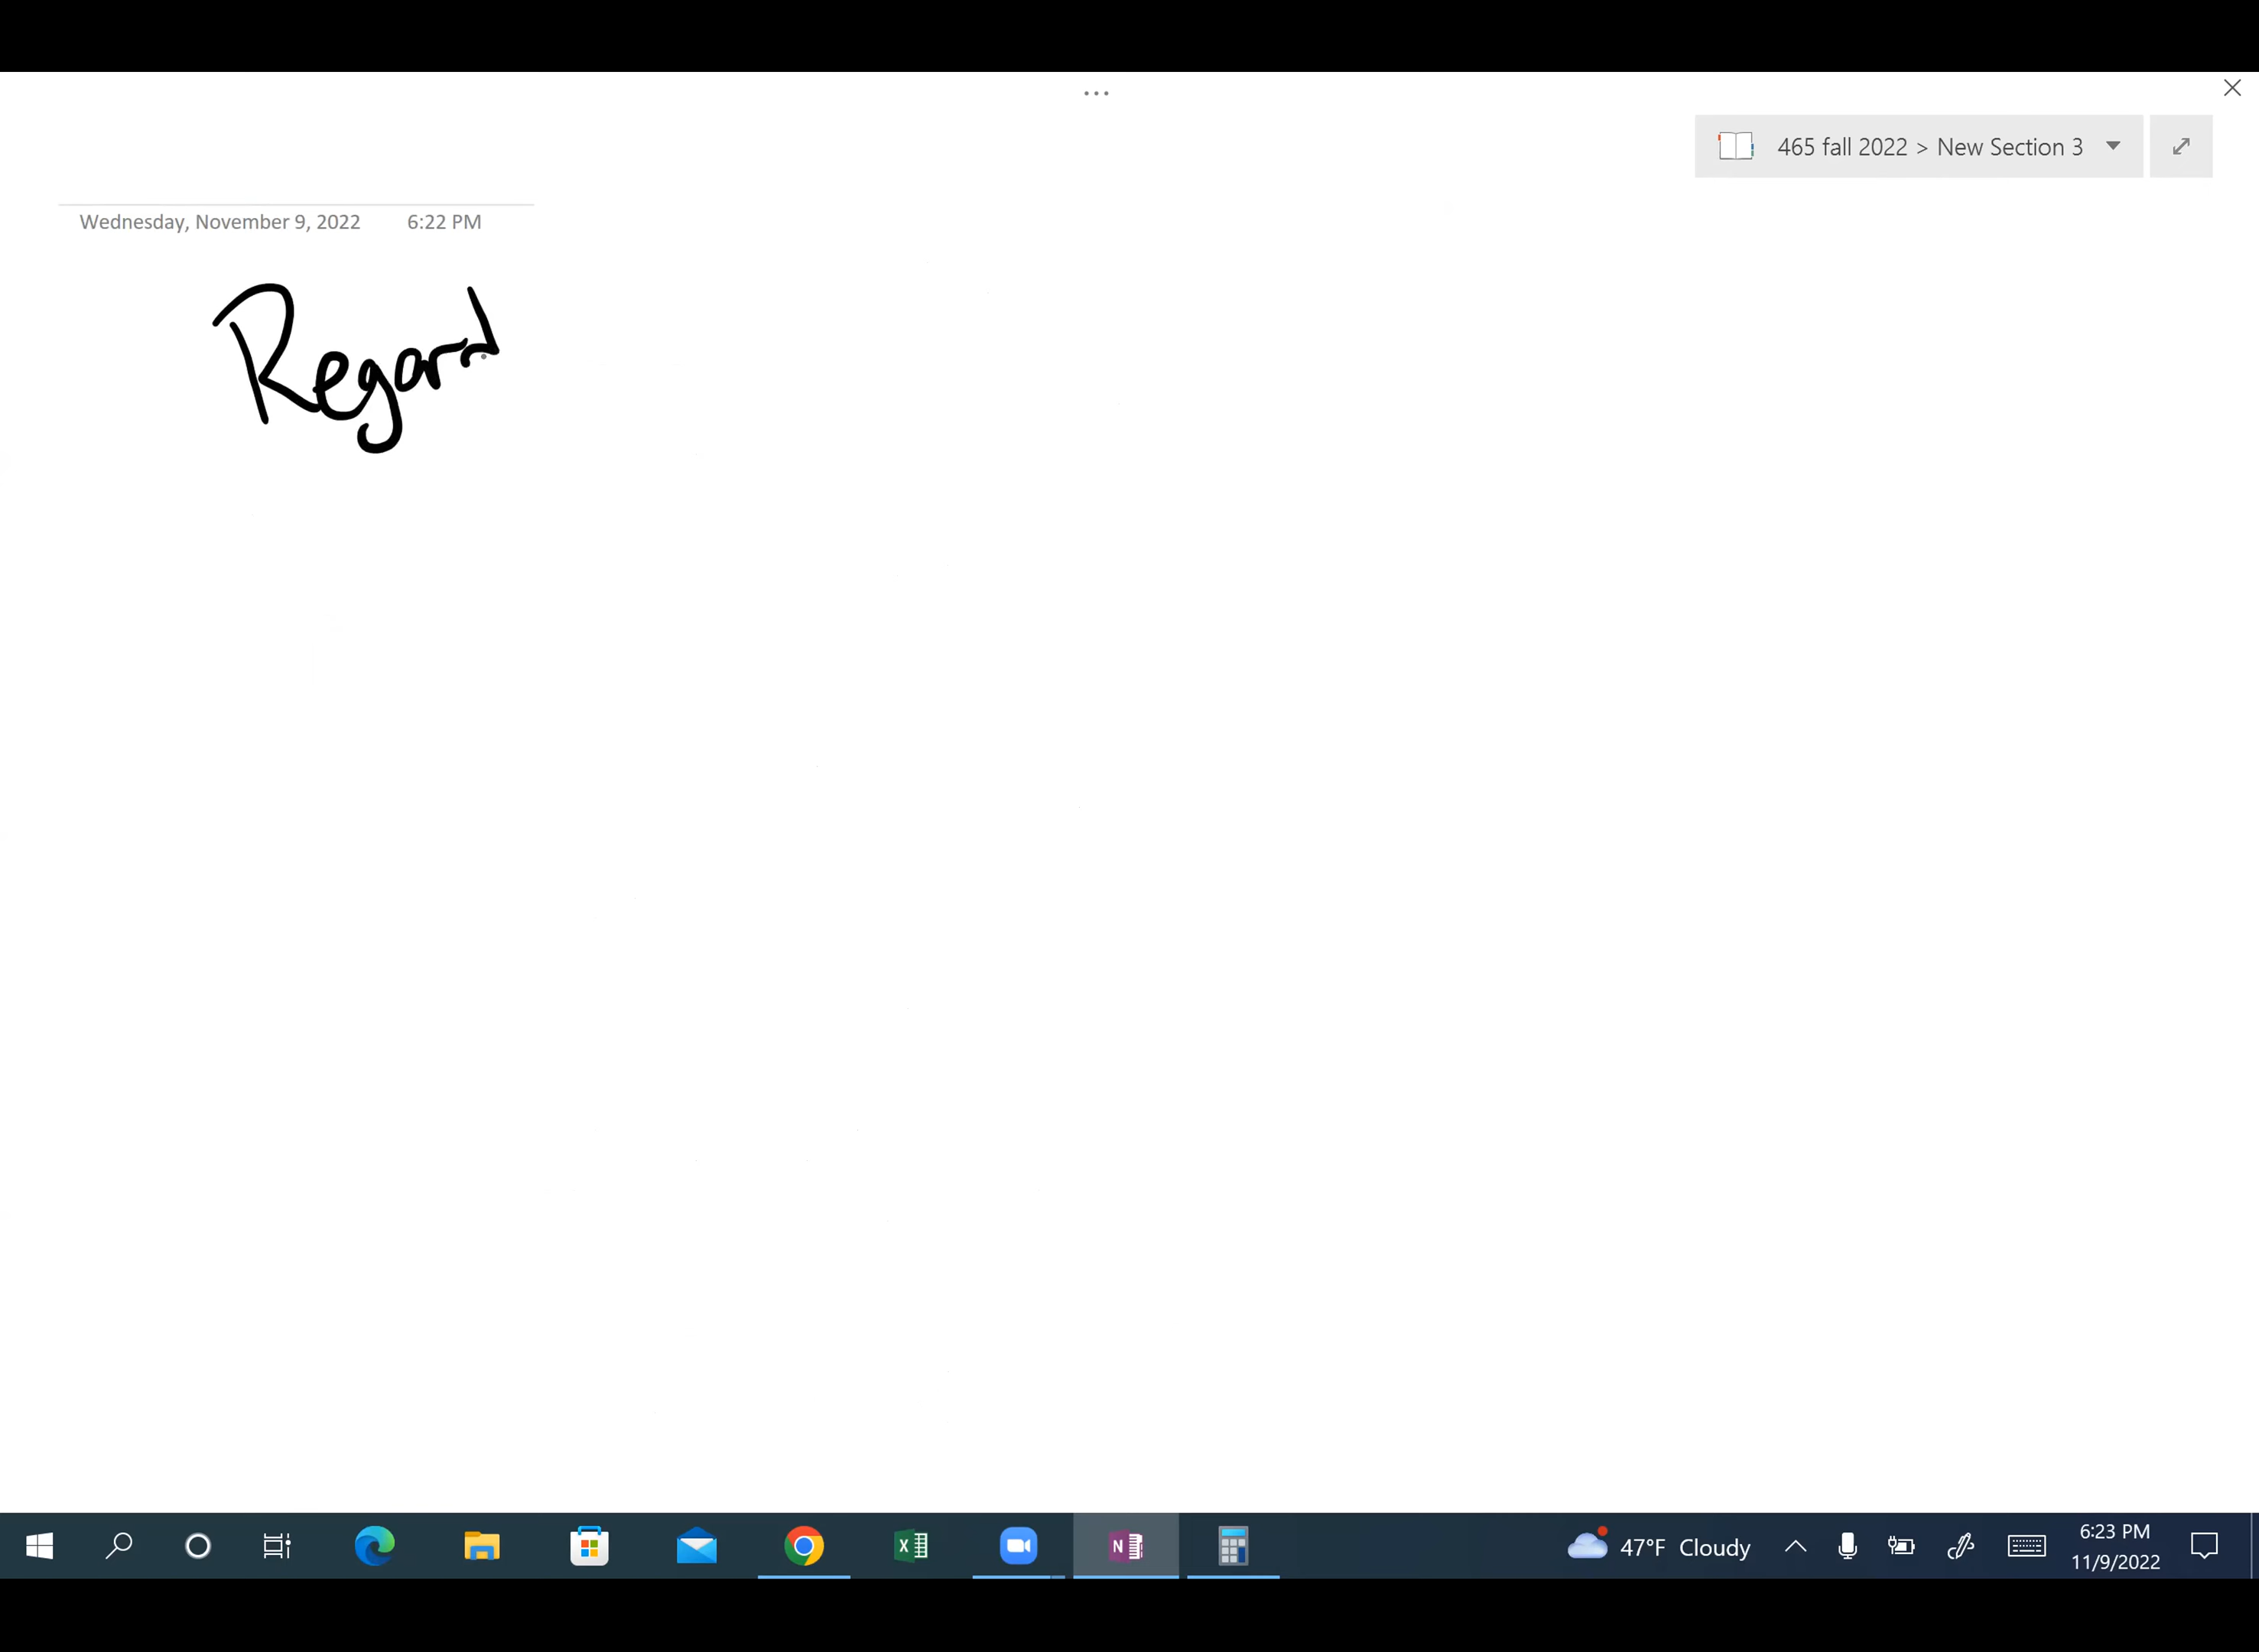 465 fall 2022 > New Section 3
Wednesday, November 9, 2022 6:22 PM
Regard
47°F Cloudy
6:23 PM
11/9/2022